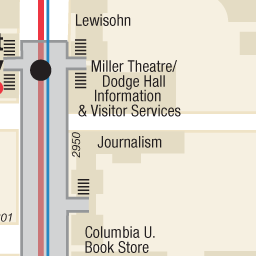 Lewisohn
Miller Theatre/
Dodge Hall
Information
& Visitor Services
2950
Journalism
Columbia U.
Book Store